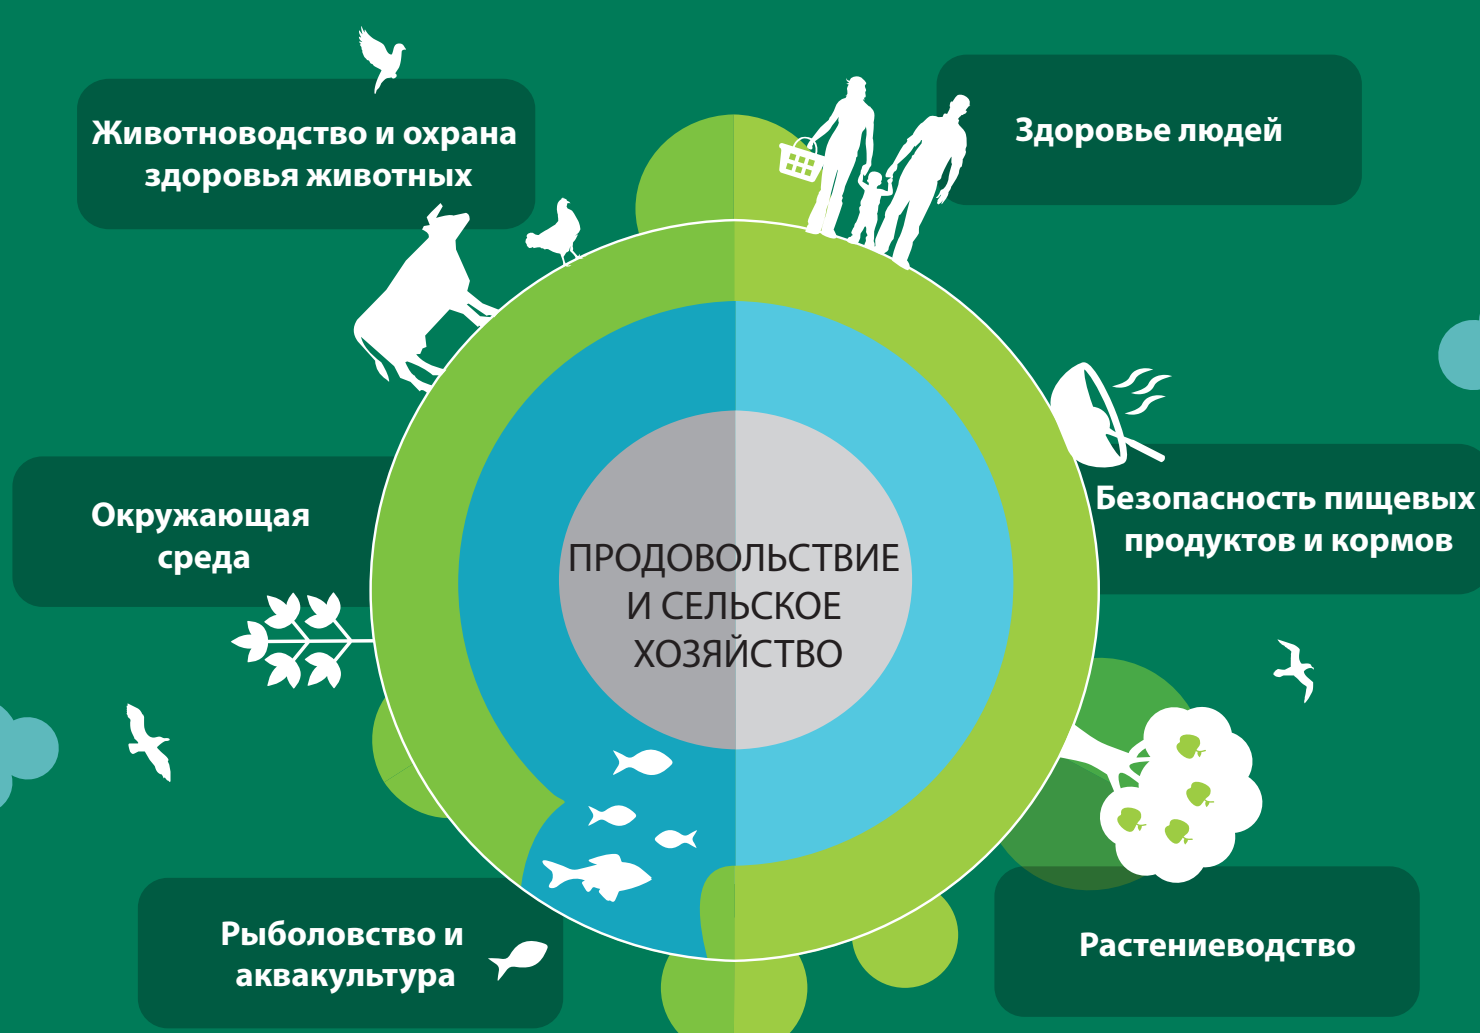 Животноводство и охрана
здоровья животных
Здоровье людей
Окружающая
среда
Безопасность пищевых
продуктов и кормов
ПРОДОВОЛЬСТВИЕ
И СЕЛЬСКОЕ
ХОЗЯЙСТВО
Рыболовство и
аквакультура
Растениеводство